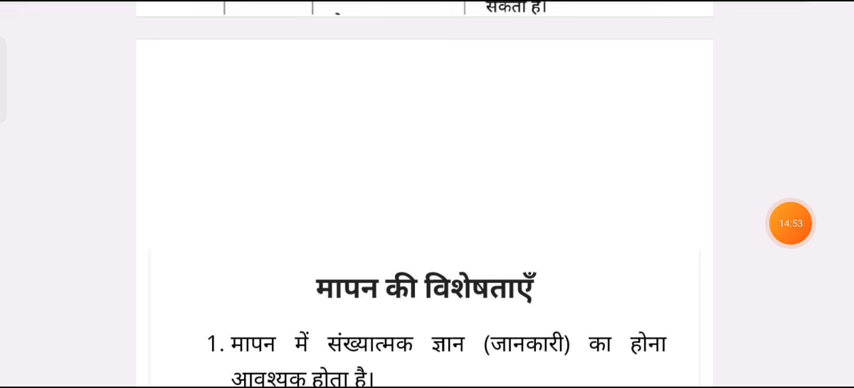 सकता है।
14:53
मापन की विशेषताएँ
1. मापन में संख्यात्मक ज्ञान (जानकारी) का होना
आवश्यक होता है।